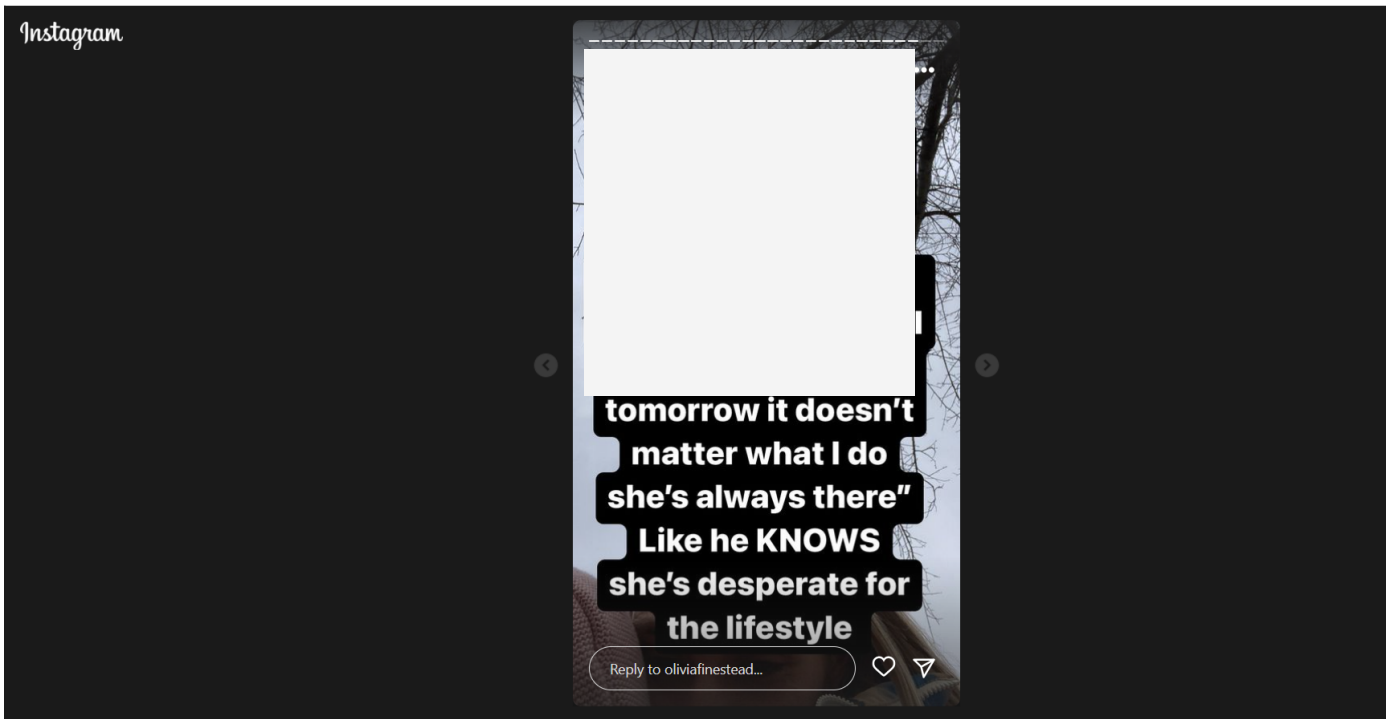 Instagram
tomorrow it doesn’t
matter what I do
she’s always there”
Like he KNOWS
she’s desperate for
the lifestyle
Reply to oliviafinestead...